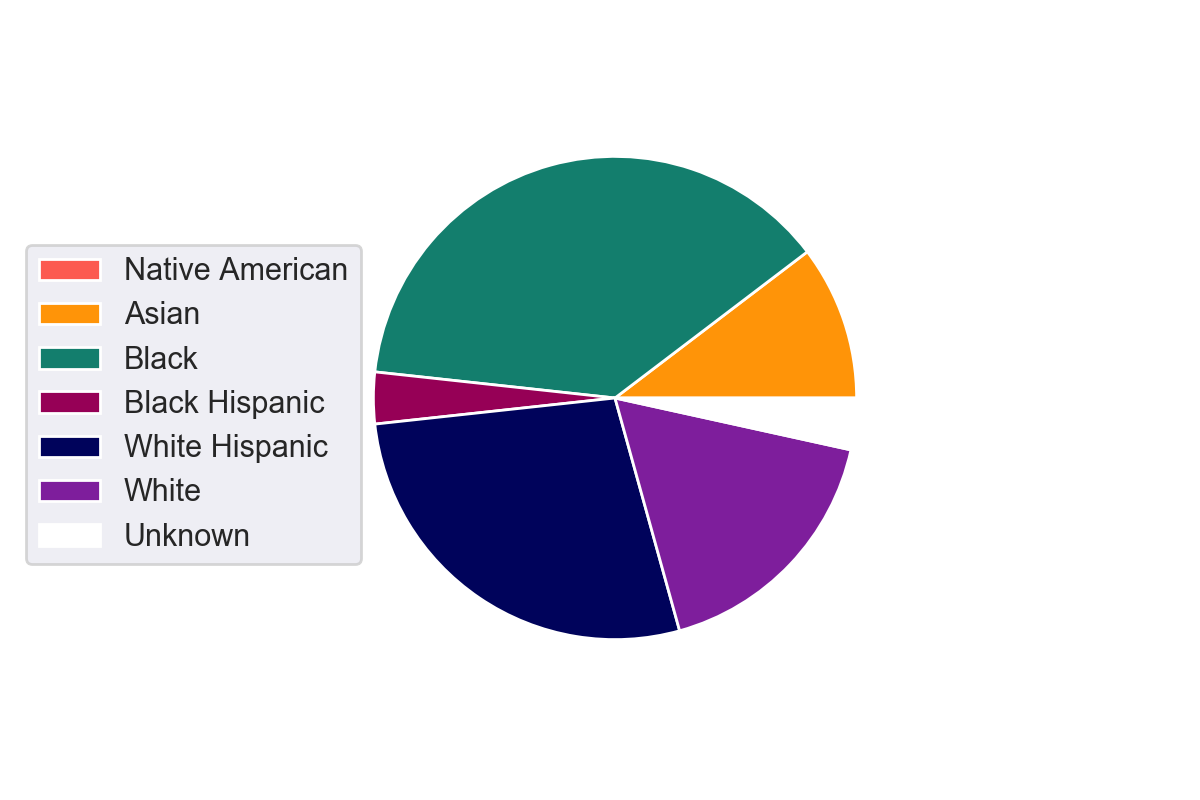 Native American
Asian
Black
Black Hispanic
White Hispanic
White
Unknown